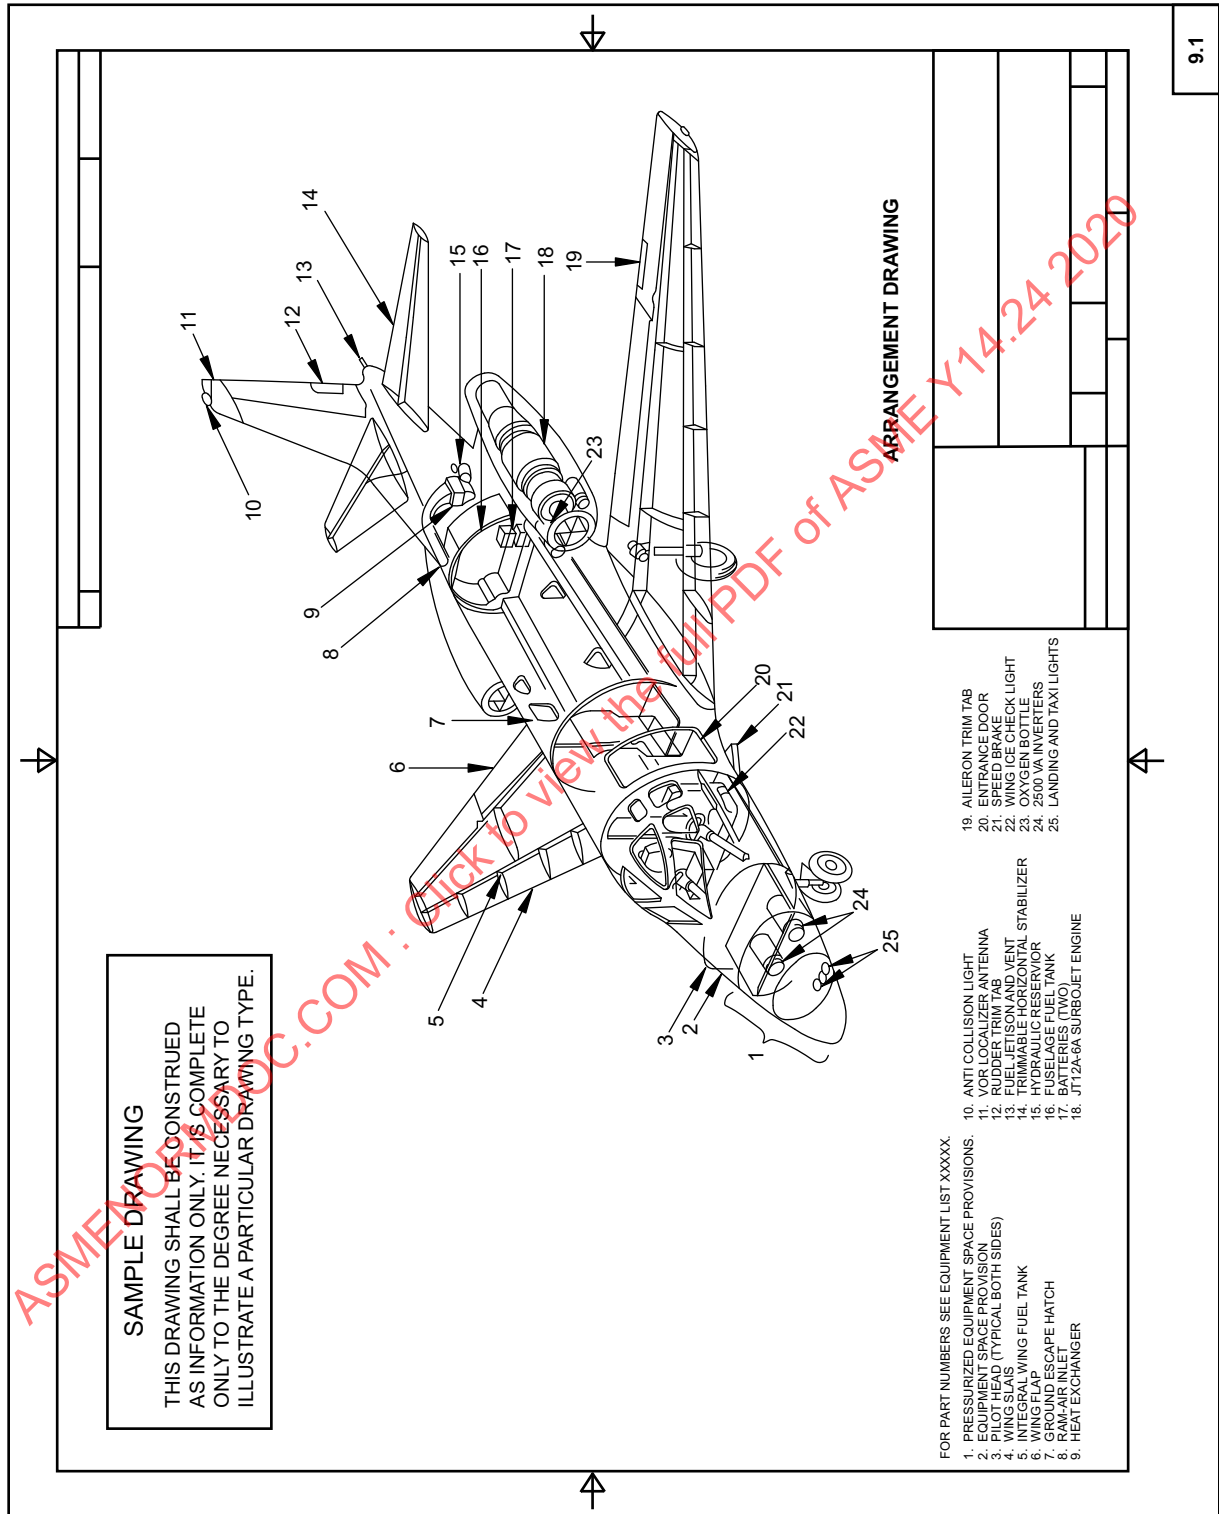 SAMPLE DRAWING
THIS DRAWING SHALL BE CONSTRUED
AS INFORMATION ONLY. IT IS COMPLETE
ONLY TO THE DEGREE NECESSARY TO
ILLUSTRATE A PARTICULAR DRAWING TYPE.
1
2
3
4
5
6
7
8
9
10
11
12
13
14
15
16
17
18
19
20
21
22
23
24
25
ARRANGEMENT DRAWING
FOR PART NUMBERS SEE EQUIPMENT LIST XXXXX.
1. PRESSURIZED EQUIPMENT SPACE PROVISIONS.
2. EQUIPMENT SPACE PROVISION
3. PILOT HEAD (TYPICAL BOTH SIDES)
4. WING SLAIS
5. INTEGRAL WING FUEL TANK
6. WING FLAP
7. GROUND ESCAPE HATCH
8. RAM-AIR INLET
9. HEAT EXCHANGER
10. ANTI COLLISION LIGHT
11. VOR LOCALIZER ANTENNA
12. RUDDER TRIM TAB
13. FUEL JETISON AND VENT
14. TRIMMABLE HORIZONTAL STABILIZER
15. HYDRAULIC RESERVIOR
16. FUSELAGE FUEL TANK
17. BATTERIES (TWO)
18. JT12A-6A SURBOJET ENGINE
19. AILERON TRIM TAB
20. ENTRANCE DOOR
21. SPEED BRAKE
22. WING ICE CHECK LIGHT
23. OXYGEN BOTTLE
24. 2500 VA INVERTERS
25. LANDING AND TAXI LIGHTS
9.1
ASMENORMDOC.COM : Click to view the full PDF of ASME Y14.24 2020